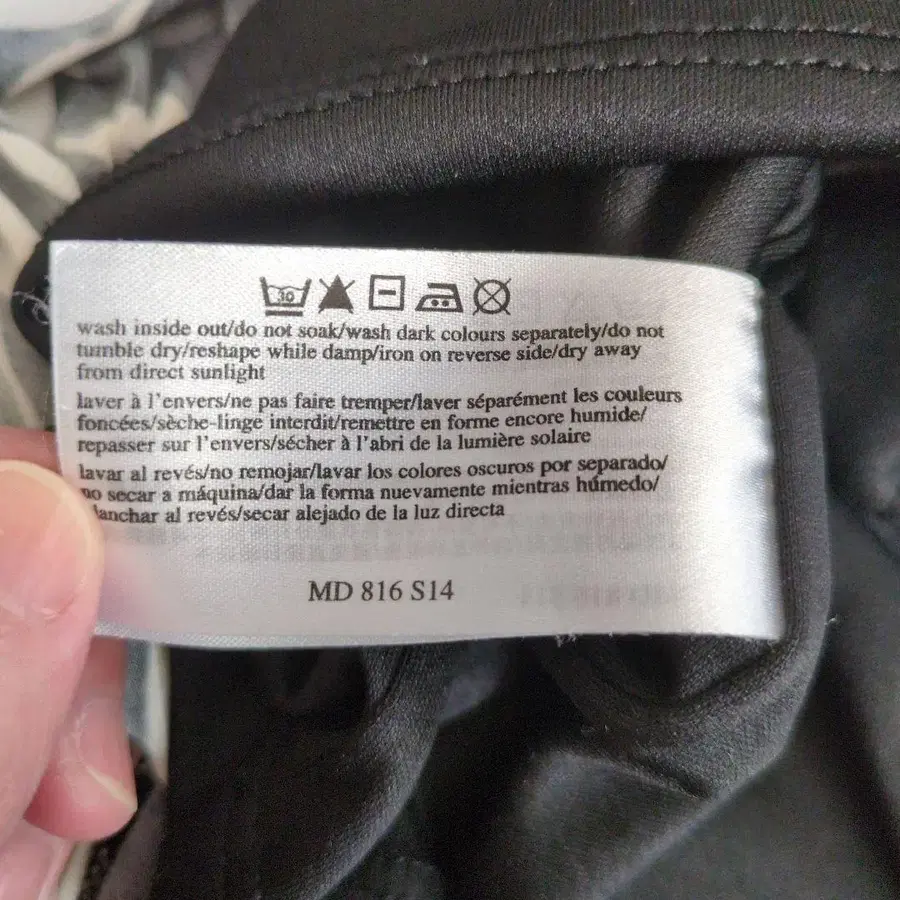 30
wash inside out/do not soak/wash dark colours separately/do not
tumble dry/reshape while damp/iron on reverse side/dry away
from direct sunlight
laver à l'envers/ne pas faire tremper/laver séparément les couleurs
foncées/sèche-linge interdit/remettre en forme encore humide/
repasser sur l'envers/sécher à l'abri de la lumière solaire
lavar al revés/no remojar/lavar los colores oscuros por separado/
no secar a máquina/dar la forma nuevamente mientras húmedo/
lanchar al revés/secar alejado de la luz directa
MD 816 S14